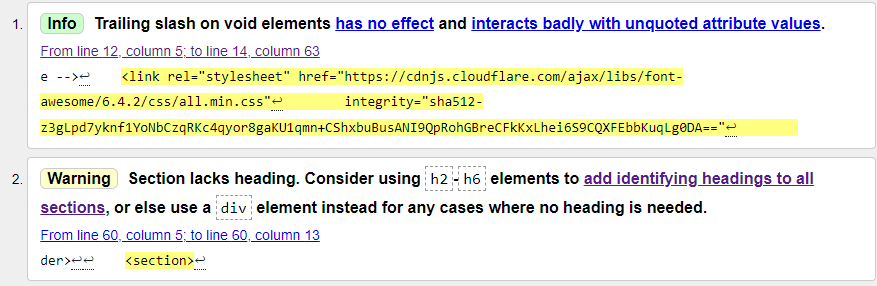 1. Info Trailing slash on void elements has no effect and interacts badly with unquoted attribute values.
From line 12, column 5; to line 14, column 63
e -->↩    <link rel="stylesheet" href="https://cdnjs.cloudflare.com/ajax/libs/font-
awesome/6.4.2/css/all.min.css"↩        integrity="sha512-
z3gLpd7yknf1YoNbCzqRKc4qyor8gaKU1qmn+CShxbuBusANI9QpRohGBreCFkKxLhei6S9CQXFEbbKuqLg0DA=="↩
2. Warning Section lacks heading. Consider using h2-h6 elements to add identifying headings to all
sections, or else use a div element instead for any cases where no heading is needed.
From line 60, column 5; to line 60, column 13
der>↩↩    <section>↩